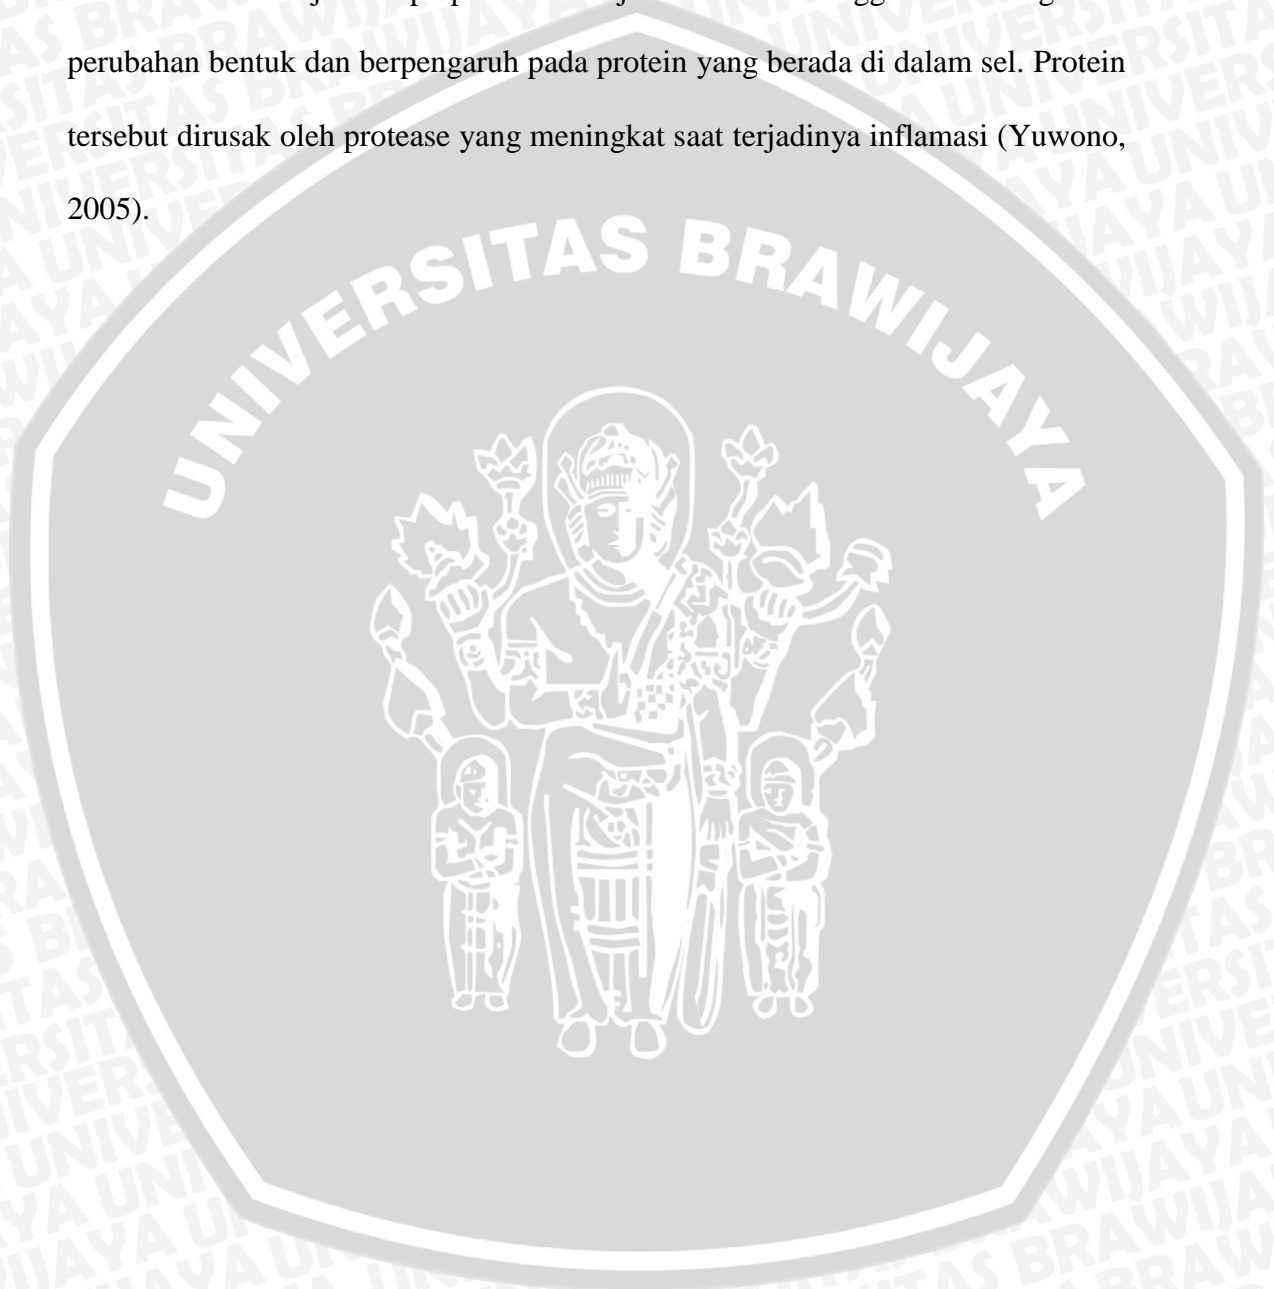 perubahan bentuk dan berpengaruh pada protein yang berada di dalam sel. Protein
tersebut dirusak oleh protease yang meningkat saat terjadinya inflamasi (Yuwono,
2005).
UNIVERSITAS BRAWIJAYA